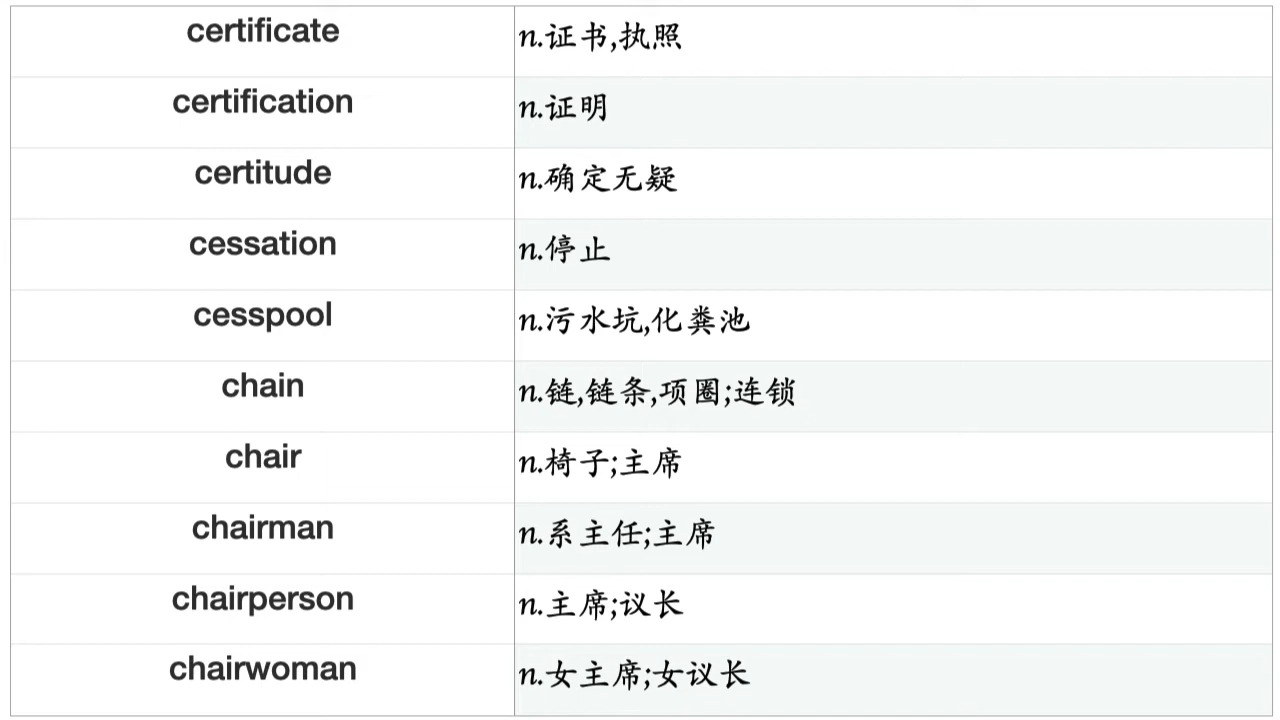 certificate n.证书,执照
certification n.证明
certitude n.确定无疑
cessation n.停止
cesspool n.污水坑,化粪池
chain n.链,链条,项圈;连锁
chair n.椅子;主席
chairman n.系主任;主席
chairperson n.主席;议长
chairwoman n.女主席;女议长